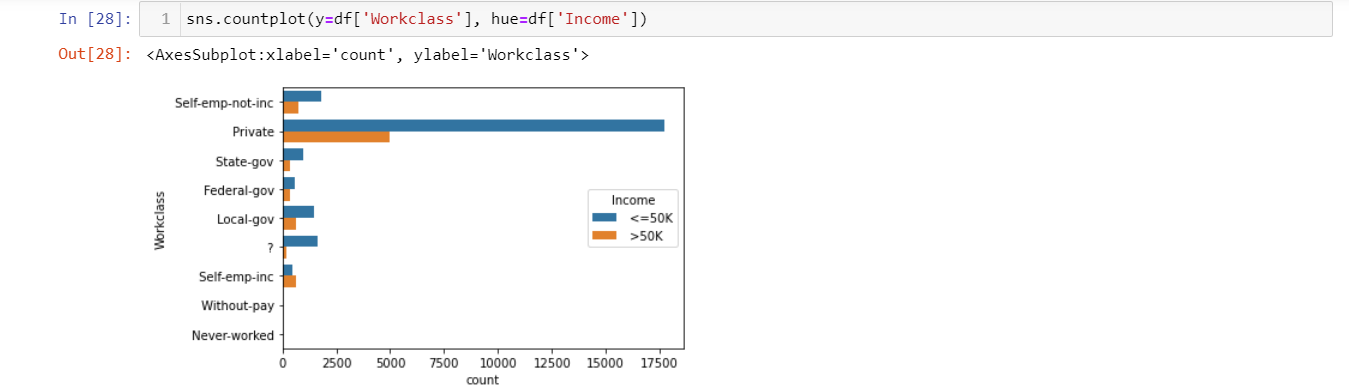 In [28]: 1 sns.countplot(y=df['Workclass'], hue=df['Income'])
Out[28]: <AxesSubplot:xlabel='count', ylabel='Workclass'>
Self-emp-not-inc
Private
State-gov
Federal-gov
Local-gov
?
Self-emp-inc
Without-pay
Never-worked
Workclass
Income
<=50K
>50K
0 2500 5000 7500 10000 12500 15000 17500
count